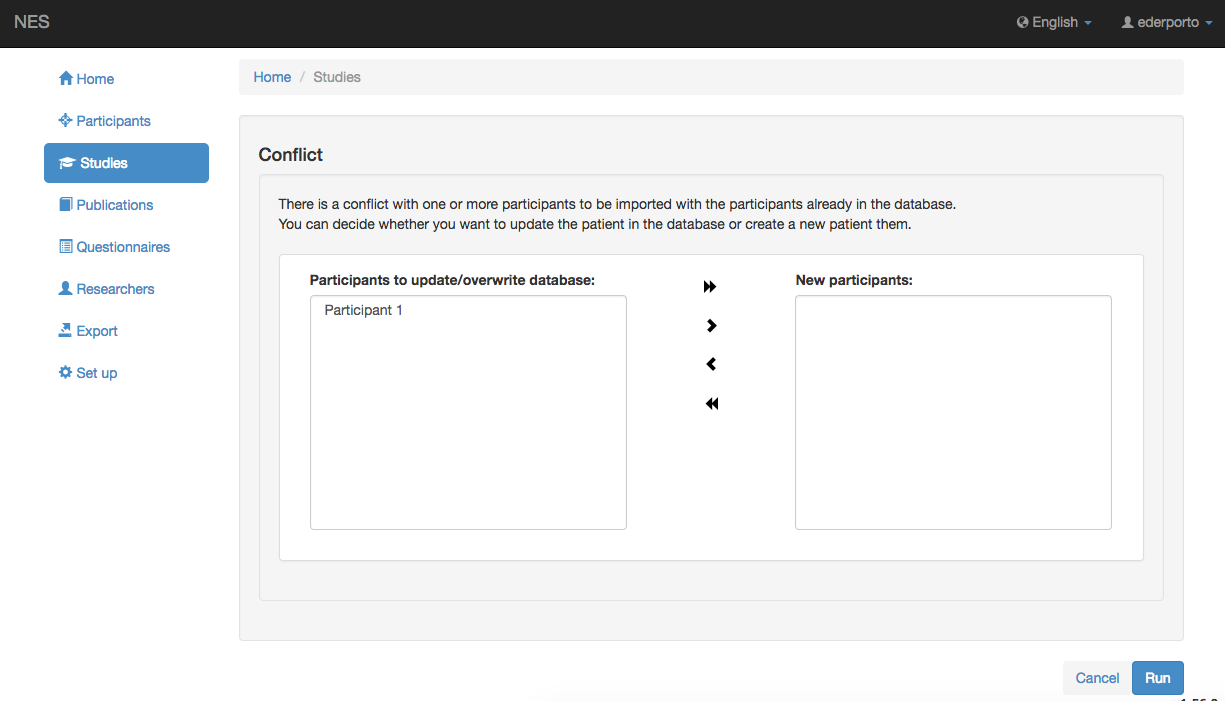 NES
English
ederporto
Home
Participants
Studies
Publications
Questionnaires
Researchers
Export
Set up
Home / Studies
Conflict
There is a conflict with one or more participants to be imported with the participants already in the database.
You can decide whether you want to update the patient in the database or create a new patient them.
Participants to update/overwrite database:
Participant 1
New participants:
Cancel
Run